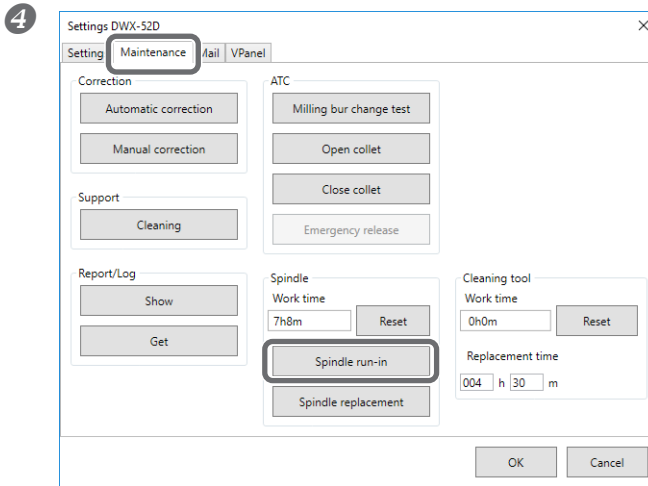 4
Settings DWX-52D
Setting Maintenance Mail VPanel
Correction
Automatic correction
Manual correction
Support
Cleaning
Report/Log
Show
Get
ATC
Milling bur change test
Open collet
Close collet
Emergency release
Spindle
Work time
7h8m Reset
Spindle run-in
Spindle replacement
Cleaning tool
Work time
0h0m Reset
Replacement time
004 h 30 m
OK Cancel